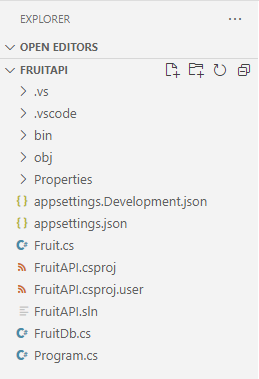 EXPLORER
OPEN EDITORS
FRUITAPI
.vs
.vscode
bin
obj
Properties
{} appsettings.Development.json
{} appsettings.json
C# Fruit.cs
FruitAPI.csproj
FruitAPI.csproj.user
FruitAPI.sln
C# FruitDb.cs
C# Program.cs